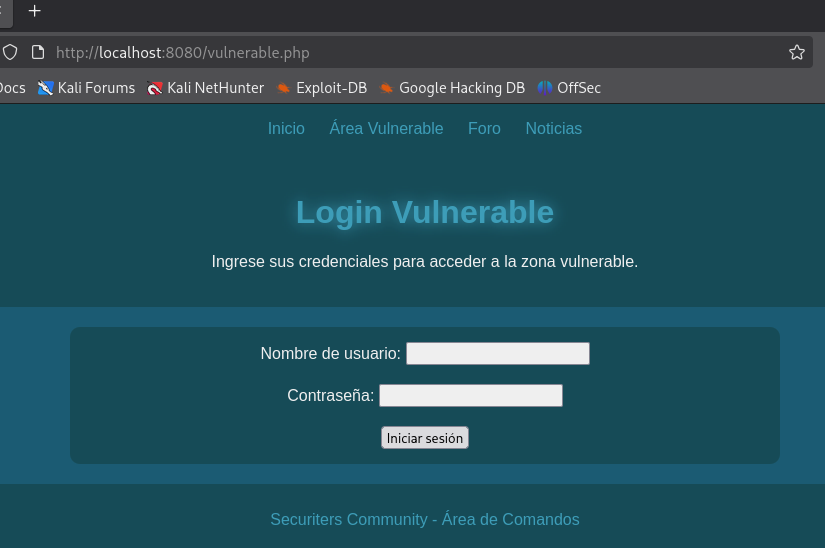 http://localhost:8080/vulnerable.php
Docs Kali Forums Kali NetHunter Exploit-DB Google Hacking DB OffSec
Inicio Área Vulnerable Foro Noticias
Login Vulnerable
Ingrese sus credenciales para acceder a la zona vulnerable.
Nombre de usuario:
Contraseña:
Iniciar sesión
Securiters Community - Área de Comandos